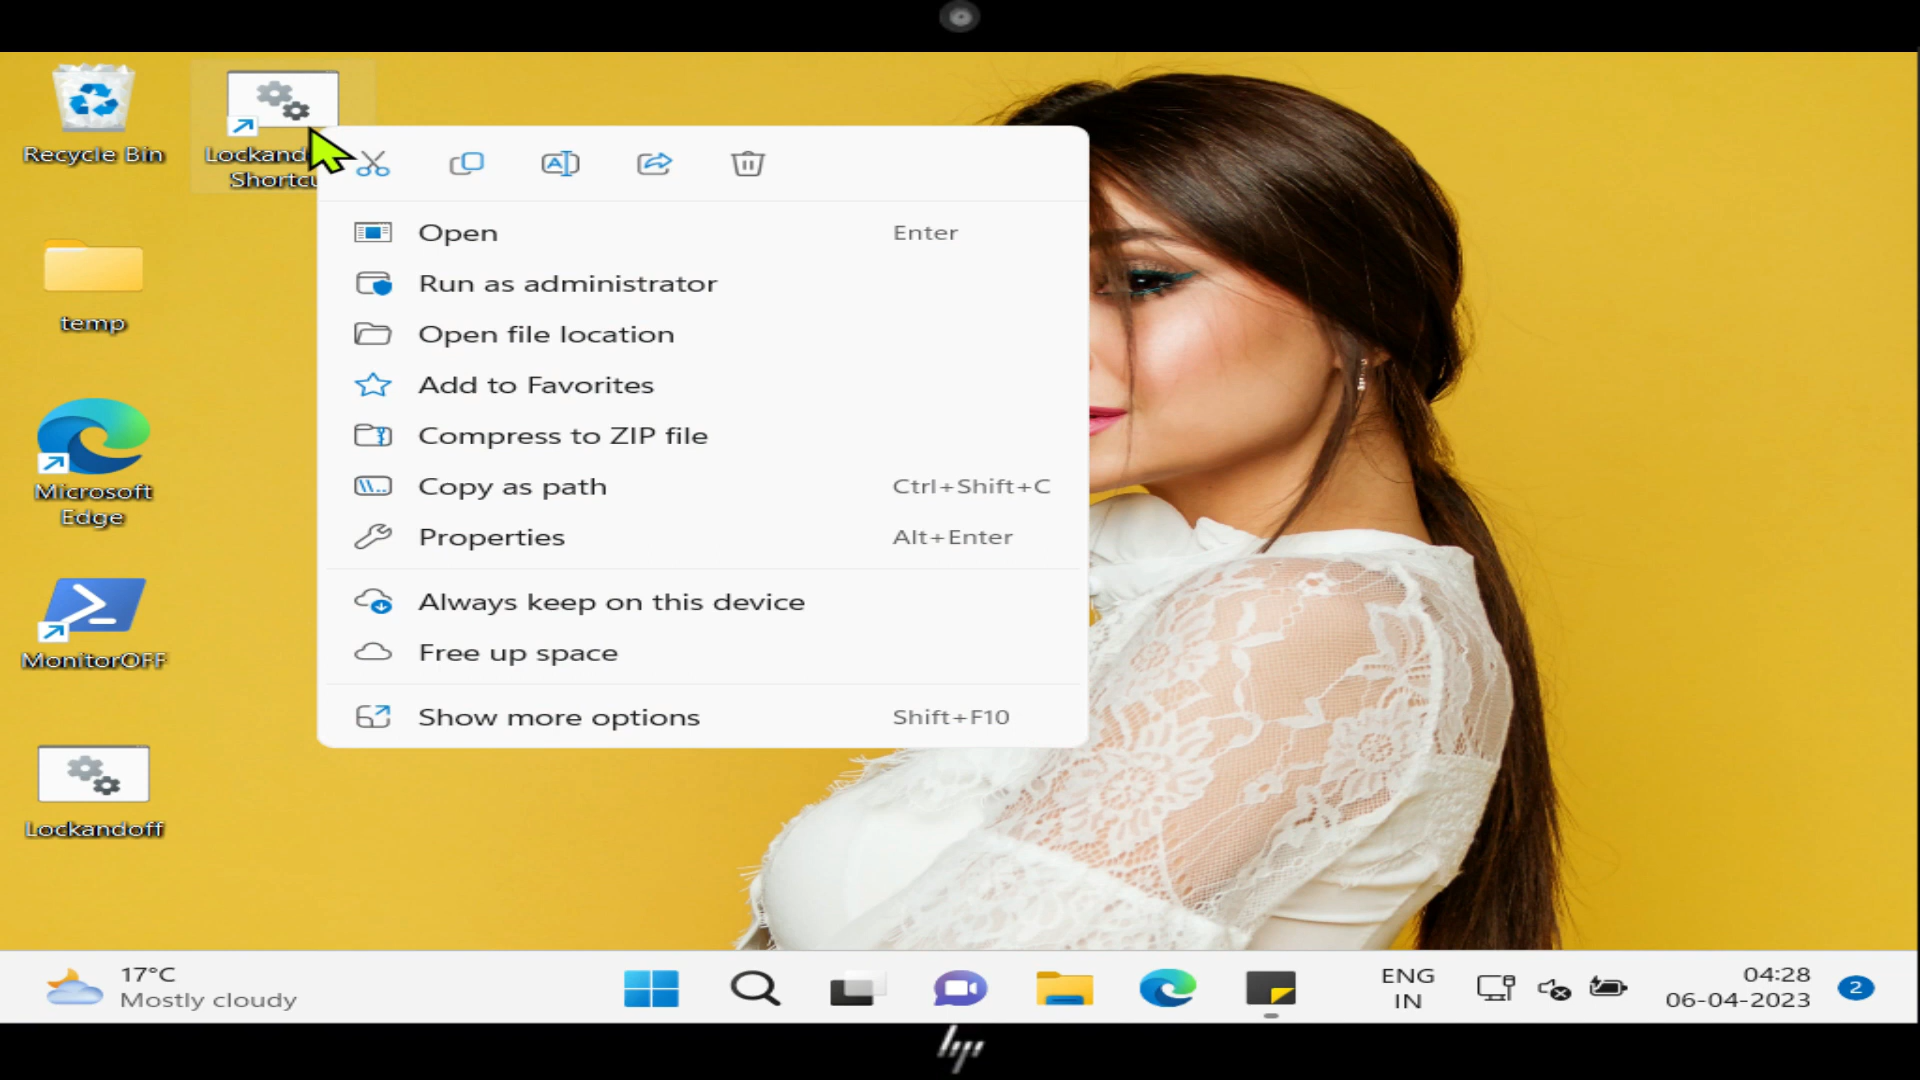 Recycle Bin
Shortcu
temp
Microsoft
Edge
MonitorOFF
Lockandoff
Open Enter
Run as administrator
Open file location
Add to Favorites
Compress to ZIP file
Copy as path Ctrl+Shift+C
Properties Alt+Enter
Always keep on this device
Free up space
Show more options Shift+F10
17°C
Mostly cloudy
ENG
IN
04:28
06-04-2023
2
hp